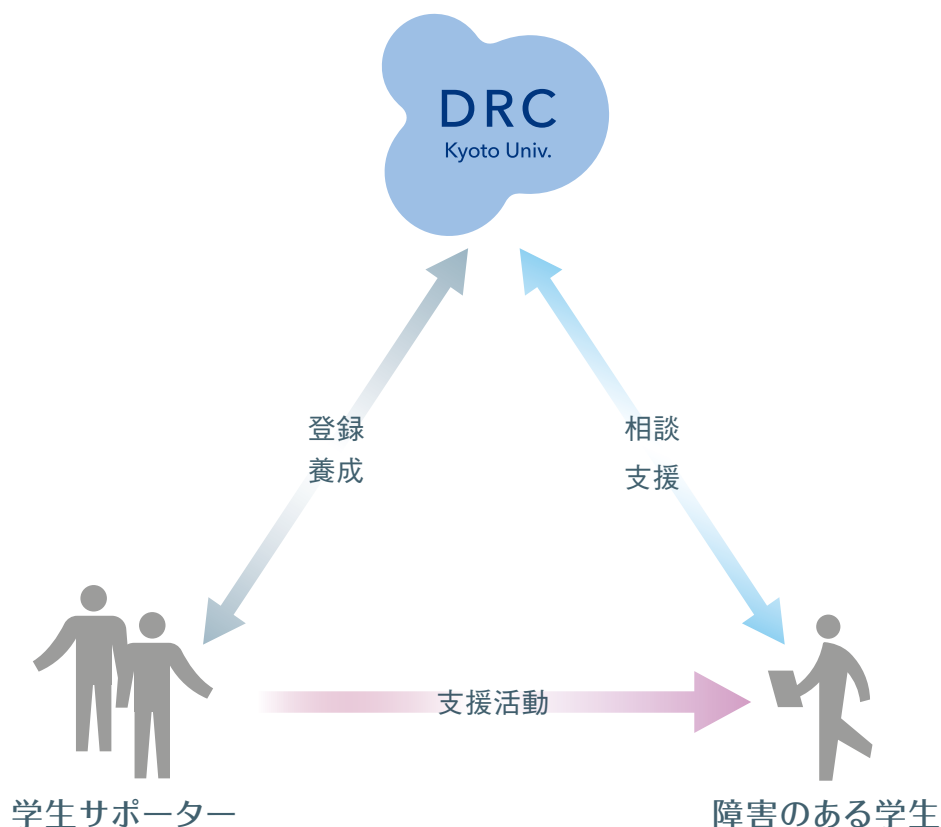 DRC
Kyoto Univ.
登録
養成
相談
支援
支援活動
学生サポーター
障害のある学生